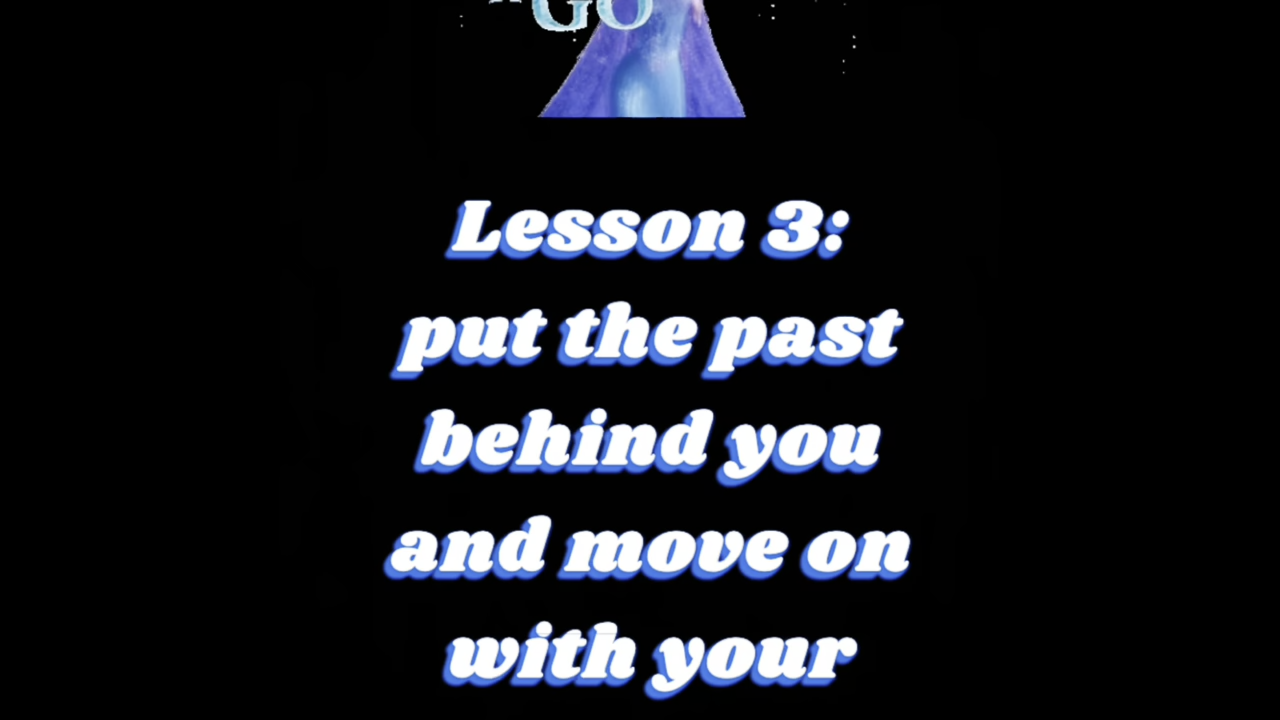 GO
Lesson 3:
put the past
behind you
and move on
with your